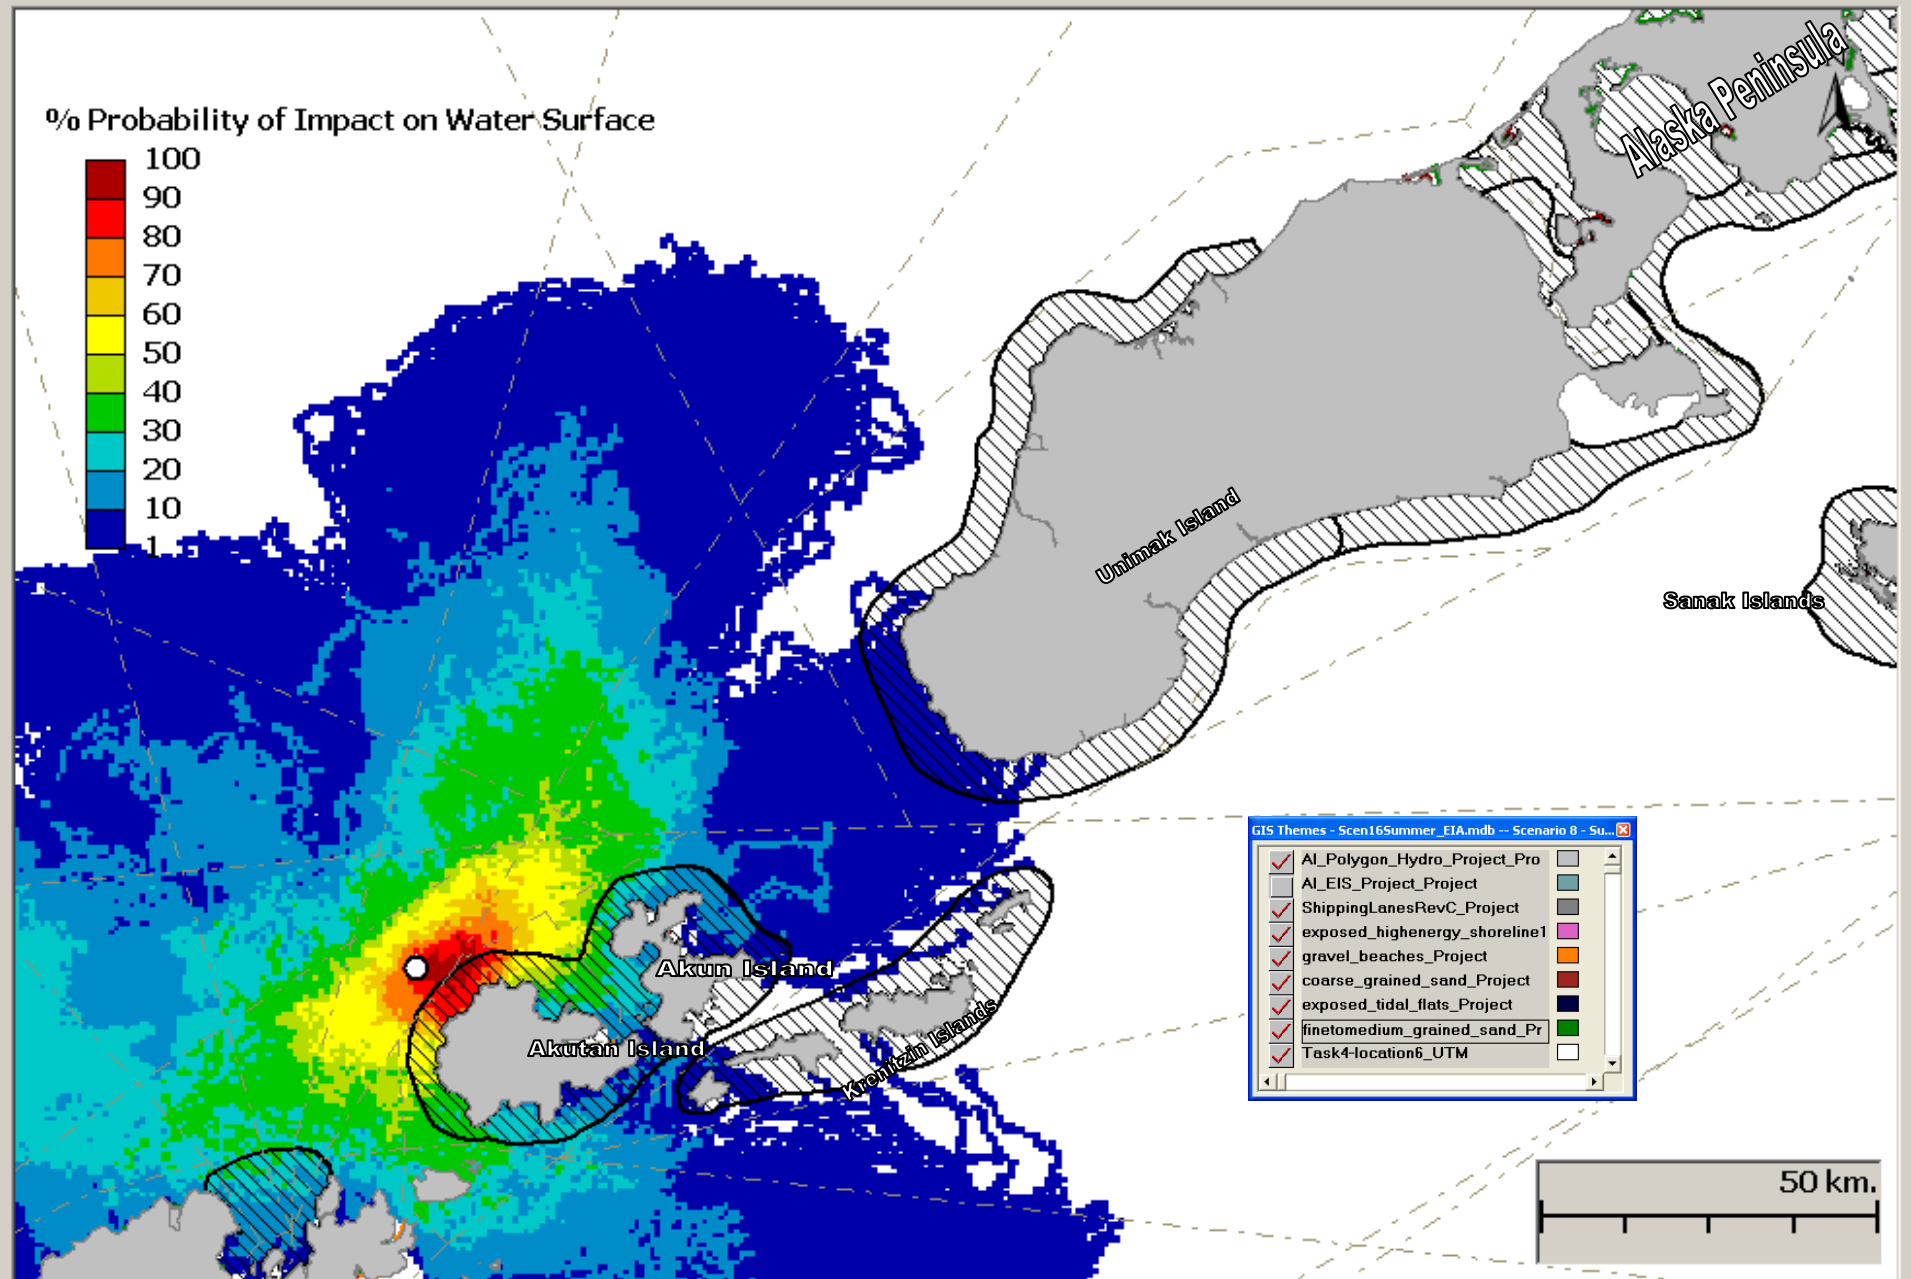 Alaska Peninsula
% Probability of Impact on Water Surface
100
90
80
70
60
50
40
30
20
10
1
Unimak Island
Sanak Islands
GIS Themes - Scen16Summer_EIA.mdb -- Scenario 8 - Su...
AI_Polygon_Hydro_Project_Pro
AI_EIS_Project_Project
ShippingLanesRevC_Project
exposed_highenergy_shoreline1
gravel_beaches_Project
coarse_grained_sand_Project
exposed_tidal_flats_Project
finetomedium_grained_sand_Pr
Task4-location6_UTM
Akun Island
Akutan Island
Krenitzin Islands
50 km.